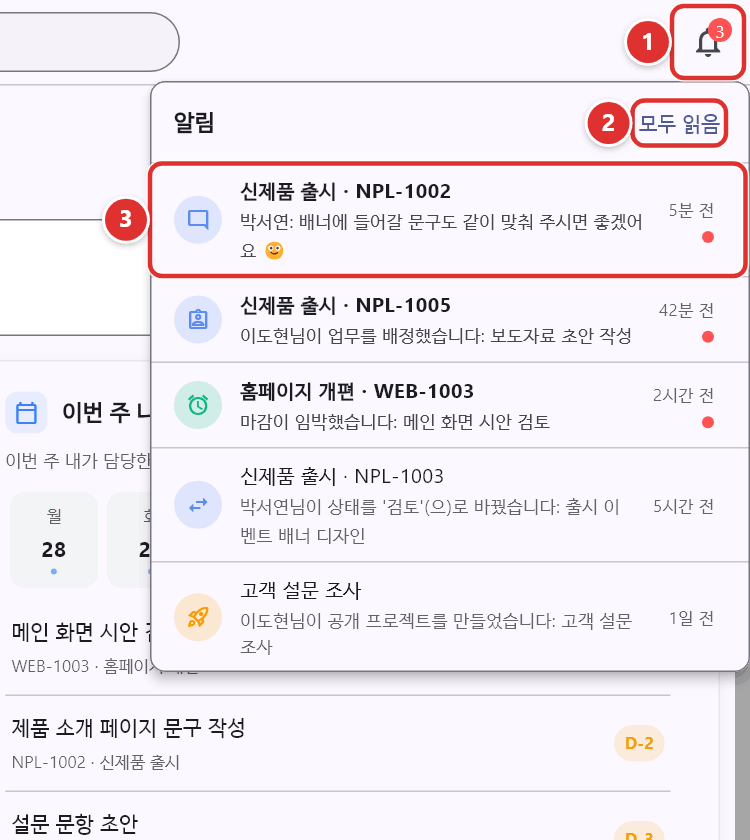 1
3
알림
2
모두 읽음
3
신제품 출시 · NPL-1002
5분 전
박서연: 배너에 들어갈 문구도 같이 맞춰 주시면 좋겠어
요 🙂
신제품 출시 · NPL-1005
42분 전
이도현님이 업무를 배정했습니다: 보도자료 초안 작성
홈페이지 개편 · WEB-1003
2시간 전
마감이 임박했습니다: 메인 화면 시안 검토
신제품 출시 · NPL-1003
박서연님이 상태를 '검토'(으)로 바꿨습니다: 출시 이
5시간 전
벤트 배너 디자인
고객 설문 조사
이도현님이 공개 프로젝트를 만들었습니다: 고객 설문
1일 전
조사
이번 주
이번 주 내가 담당한
월
28
메인 화면 시안
WEB-1003 · 홈페이지
제품 소개 페이지 문구 작성
D-2
NPL-1002 · 신제품 출시
설문 문항 초안
D-3